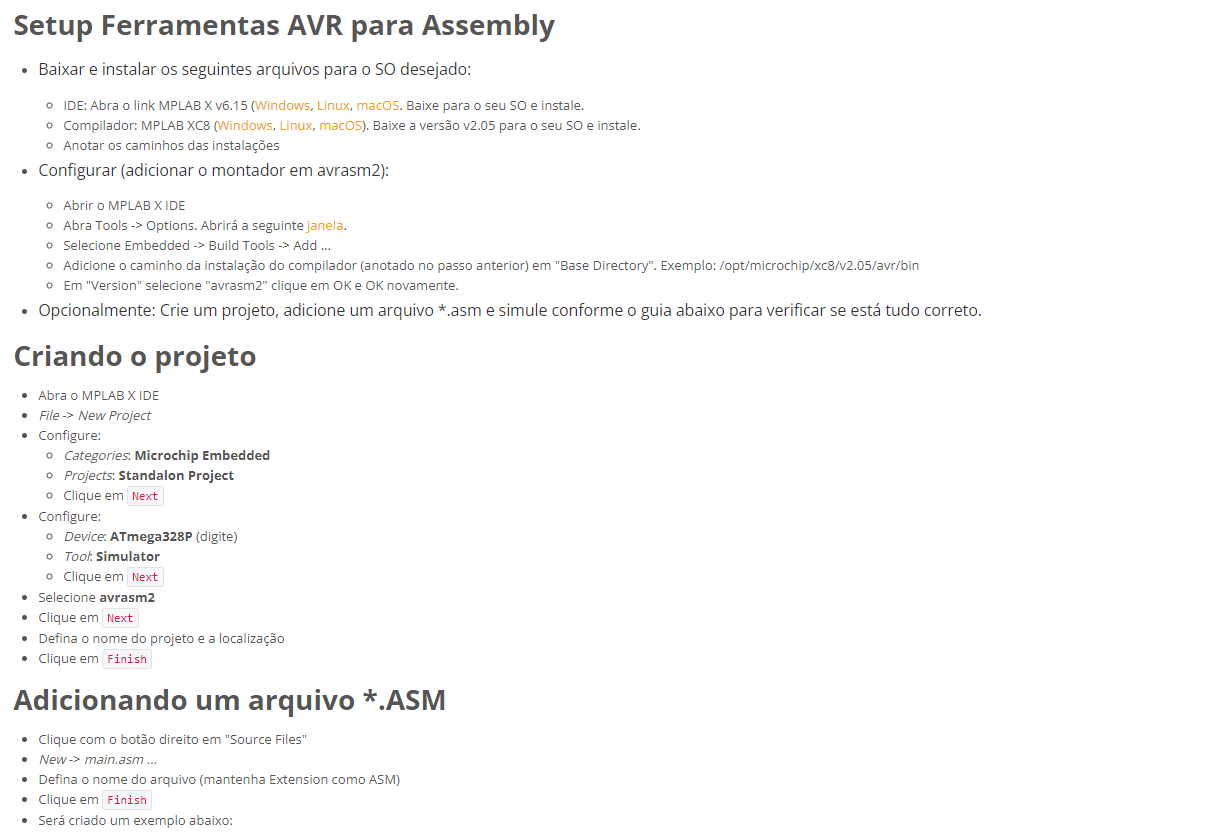 Setup Ferramentas AVR para Assembly
Baixar e instalar os seguintes arquivos para o SO desejado:
IDE: Abra o link MPLAB X v6.15 (Windows, Linux, macOS. Baixe para o seu SO e instale.
Compilador: MPLAB XC8 (Windows, Linux, macOS). Baixe a versão v2.05 para o seu SO e instale.
Anotar os caminhos das instalações
Configurar (adicionar o montador em avrasm2):
Abrir o MPLAB X IDE
Abra Tools -> Options. Abrirá a seguinte janela.
Selecione Embedded -> Build Tools -> Add ...
Adicione o caminho da instalação do compilador (anotado no passo anterior) em "Base Directory". Exemplo: /opt/microchip/xc8/v2.05/avr/bin
Em "Version" selecione "avrasm2" clique em OK e OK novamente.
Opcionalmente: Crie um projeto, adicione um arquivo *.asm e simule conforme o guia abaixo para verificar se está tudo correto.
Criando o projeto
Abra o MPLAB X IDE
File -> New Project
Configure:
Categories: Microchip Embedded
Projects: Standalon Project
Clique em Next
Configure:
Device: ATmega328P (digite)
Tool: Simulator
Clique em Next
Selecione avrasm2
Clique em Next
Defina o nome do projeto e a localização
Clique em Finish
Adicionando um arquivo *.ASM
Clique com o botão direito em "Source Files"
New -> main.asm ...
Defina o nome do arquivo (mantenha Extension como ASM)
Clique em Finish
Será criado um exemplo abaixo: